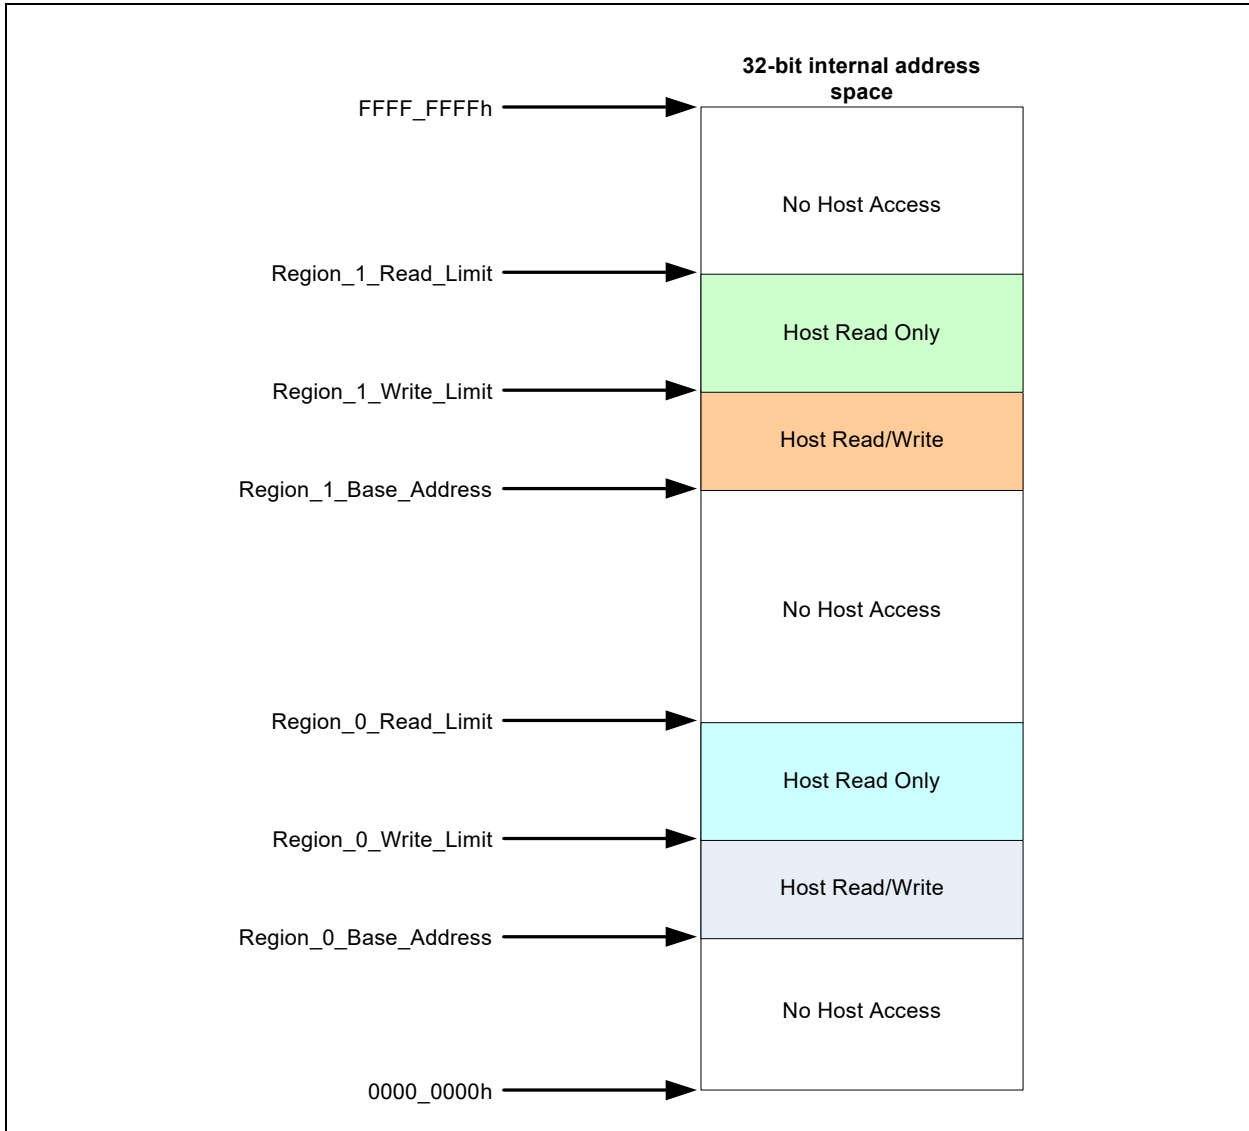 32-bit internal address
space
FFFF_FFFFh
No Host Access
Region_1_Read_Limit
Host Read Only
Region_1_Write_Limit
Host Read/Write
Region_1_Base_Address
No Host Access
Region_0_Read_Limit
Host Read Only
Region_0_Write_Limit
Host Read/Write
Region_0_Base_Address
No Host Access
0000_0000h